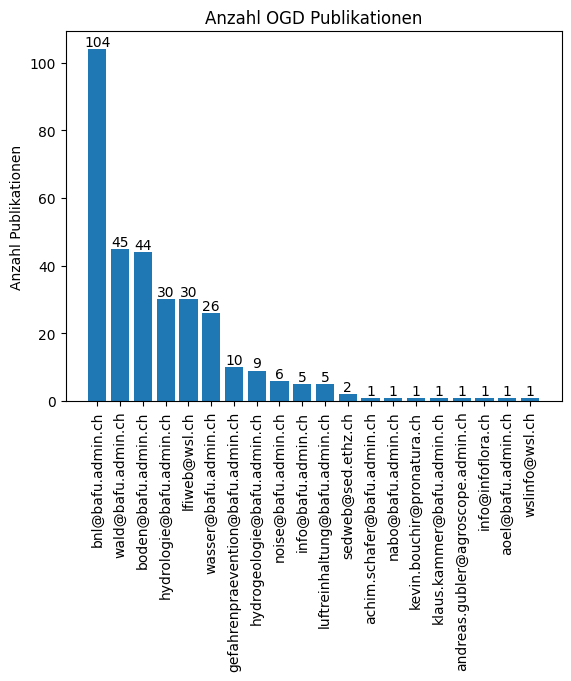 Anzahl OGD Publikationen
Anzahl Publikationen
100
80
60
40
20
0
104
45
44
30
30
26
10
9
6
5
5
2
1
1
1
1
1
1
1
1
bnl@bafu.admin.ch
wald@bafu.admin.ch
boden@bafu.admin.ch
hydrologie@bafu.admin.ch
lfiweb@wsl.ch
wasser@bafu.admin.ch
gefahrenpraevention@bafu.admin.ch
hydrogeologie@bafu.admin.ch
noise@bafu.admin.ch
info@bafu.admin.ch
luftreinhaltung@bafu.admin.ch
sedweb@sed.ethz.ch
achim.schafer@bafu.admin.ch
nabo@bafu.admin.ch
kevin.bouchir@pronatura.ch
klaus.kammer@bafu.admin.ch
andreas.gubler@agroscope.admin.ch
info@infoflora.ch
aoel@bafu.admin.ch
wslinfo@wsl.ch